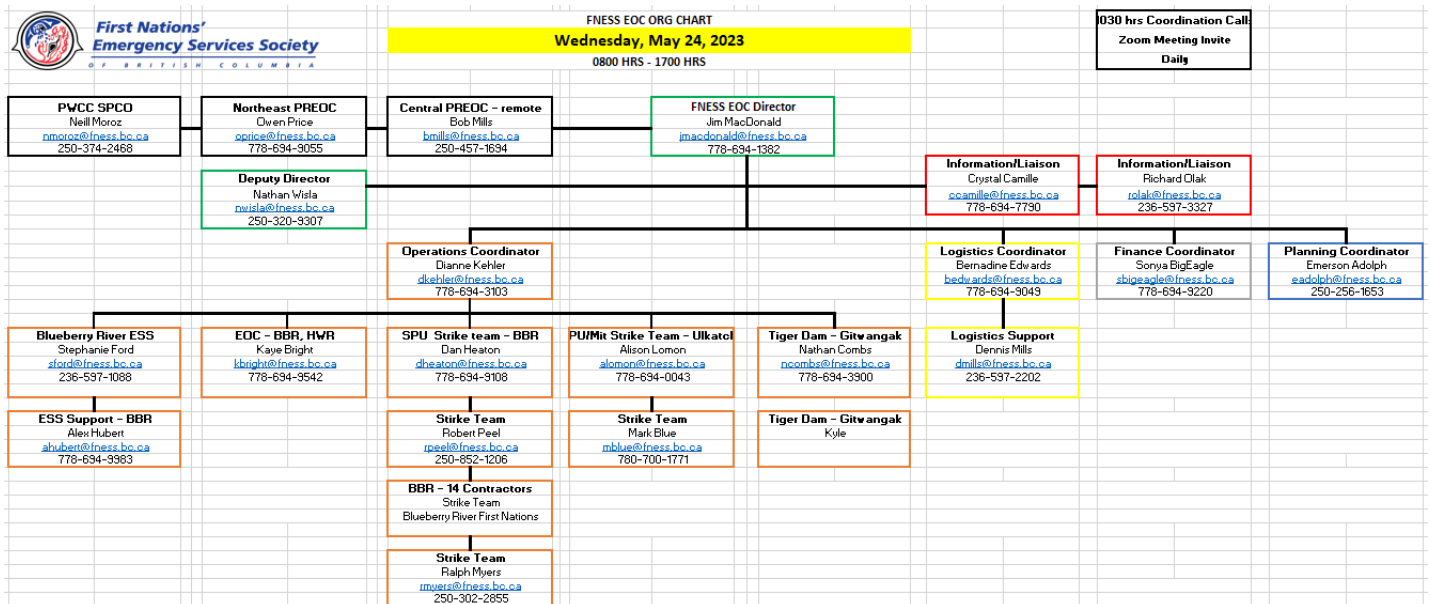 First Nations'
Emergency Services Society
OF BRITISH COLUMBIA
FNESS EOC ORG CHART
Wednesday, May 24, 2023
0800 HRS - 1700 HRS
1030 hrs Coordination Call:
Zoom Meeting Invite
Daily
PWCC SPCO
Neill Moroz
nmoroz@fness.bc.ca
250-374-2468
Northeast PREOC
Owen Price
oprice@fness.bc.ca
778-694-9055
Central PREOC - remote
Bob Mills
bmills@fness.bc.ca
250-457-1694
FNESS EOC Director
Jim MacDonald
jmacdonald@fness.bc.ca
778-694-1382
Deputy Director
Nathan Wisla
nwisla@fness.bc.ca
250-320-9307
Information/Liaison
Crystal Camille
ccamille@fness.bc.ca
778-694-7790
Information/Liaison
Richard Olak
rolak@fness.bc.ca
236-597-3327
Operations Coordinator
Dianne Kehler
dkehler@fness.bc.ca
778-694-3103
Logistics Coordinator
Bernadine Edwards
bedwards@fness.bc.ca
778-694-9049
Finance Coordinator
Sonya BigEagle
sbigeagle@fness.bc.ca
778-694-9220
Planning Coordinator
Emerson Adolph
eadolph@fness.bc.ca
250-256-1653
Blueberry River ESS
Stephanie Ford
sford@fness.bc.ca
236-597-1088
EOC - BBR, HWR
Kaye Bright
kbright@fness.bc.ca
778-694-9542
SPU Strike team - BBR
Dan Heaton
dheaton@fness.bc.ca
778-694-9108
PU/Mit Strike Team - Ulkatcl
Alison Lomon
alomon@fness.bc.ca
778-694-0043
Tiger Dam - Gitwangak
Nathan Combs
ncombs@fness.bc.ca
778-694-3900
Logistics Support
Dennis Mills
dmills@fness.bc.ca
236-597-2202
ESS Support - BBR
Alex Hubert
ahubert@fness.bc.ca
778-694-9983
Stirke Team
Robert Peel
rpeel@fness.bc.ca
250-852-1206
Strike Team
Mark Blue
mblue@fness.bc.ca
780-700-1771
Tiger Dam - Gitwangak
Kyle
BBR - 14 Contractors
Strike Team
Blueberry River First Nations
Strike Team
Ralph Myers
rmyers@fness.bc.ca
250-302-2855